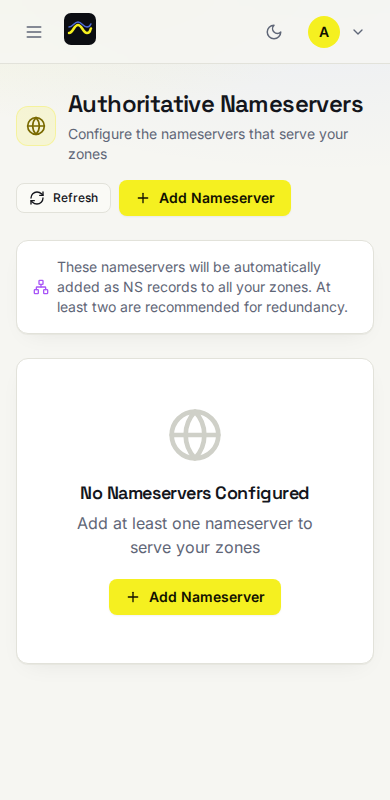 A
Authoritative Nameservers
Configure the nameservers that serve your
zones
Refresh
Add Nameserver
These nameservers will be automatically
added as NS records to all your zones. At
least two are recommended for redundancy.
No Nameservers Configured
Add at least one nameserver to
serve your zones
Add Nameserver